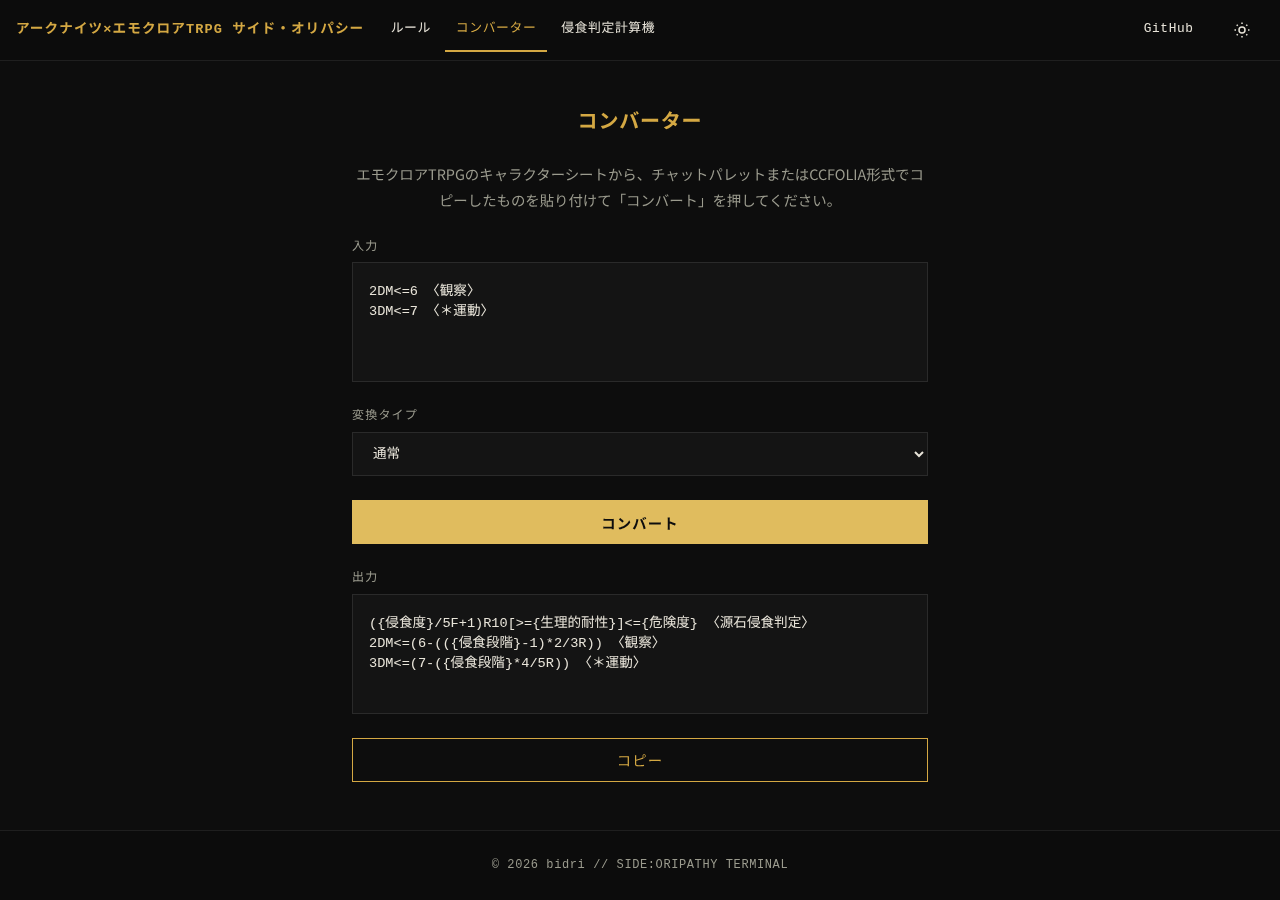 アークナイツ×エモクロアTRPG サイド・オリパシー ルール コンバーター 侵食判定計算機 GitHub
コンバーター
エモクロアTRPGのキャラクターシートから、チャットパレットまたはCCFOLIA形式でコ
ピーしたものを貼り付けて「コンバート」を押してください。
入力
2DM<=6 〈観察〉
3DM<=7 〈＊運動〉
変換タイプ
通常
コンバート
出力
({侵食度}/5F+1)R10[>={生理的耐性}]<={危険度} 〈源石侵食判定〉
2DM<=(6-(({侵食段階}-1)*2/3R)) 〈観察〉
3DM<=(7-({侵食段階}*4/5R)) 〈＊運動〉
コピー
© 2026 bidri // SIDE:ORIPATHY TERMINAL